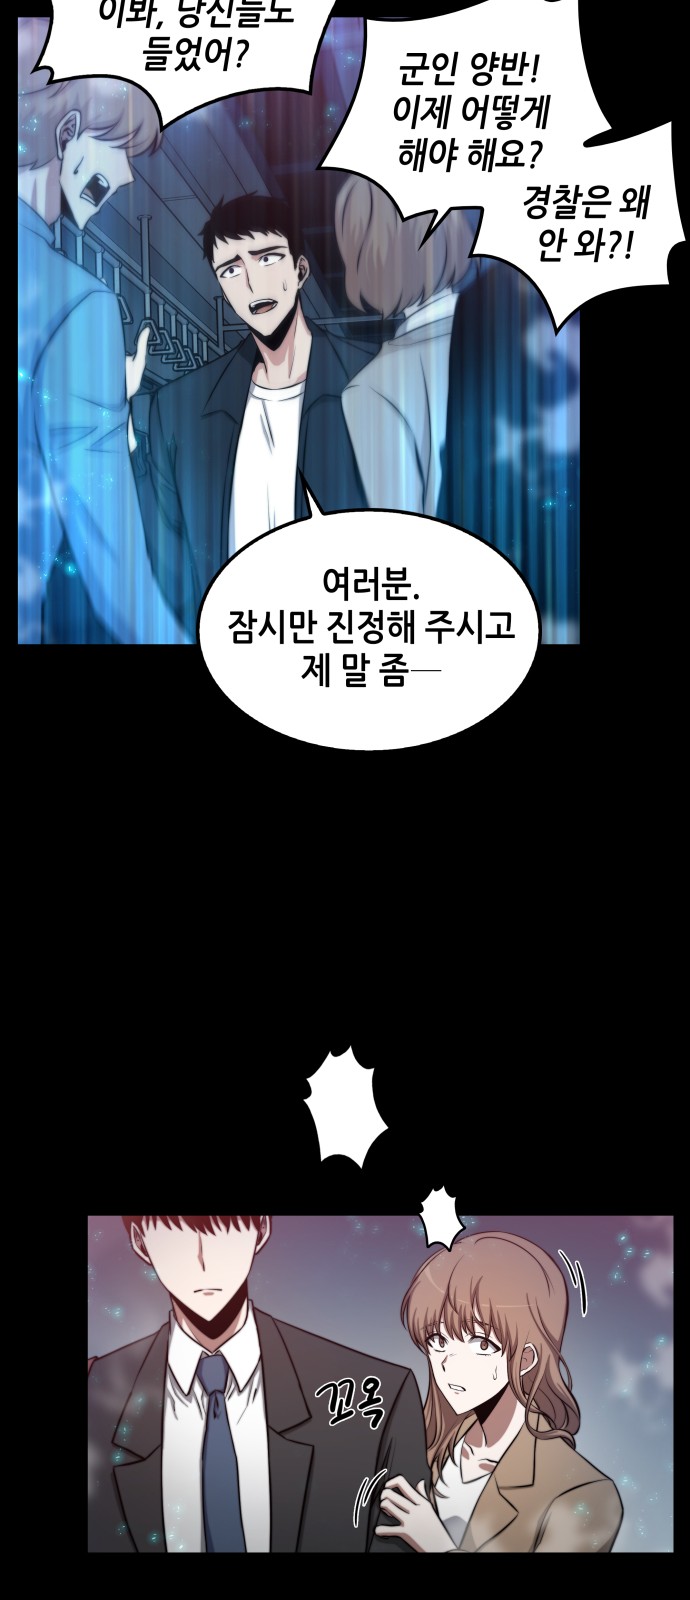 이봐, 당신들도
들었어?
군인 양반!
이제 어떻게
해야 해요?
경찰은 왜
안 와?!
여러분.
잠시만 진정해 주시고
제 말 좀—
꼬옥